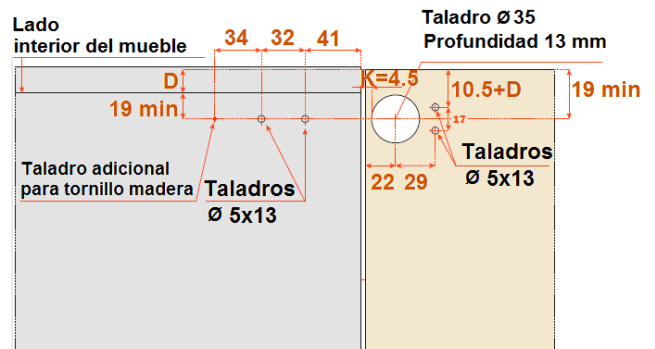 Lado
interior del mueble
34
32
41
Taladro Ø 35
Profundidad 13 mm
D
K=4.5
10.5+D
19 min
19 min
17
Taladro adicional
para tornillo madera
Taladros
Ø 5x13
22
29
Taladros
Ø 5x13